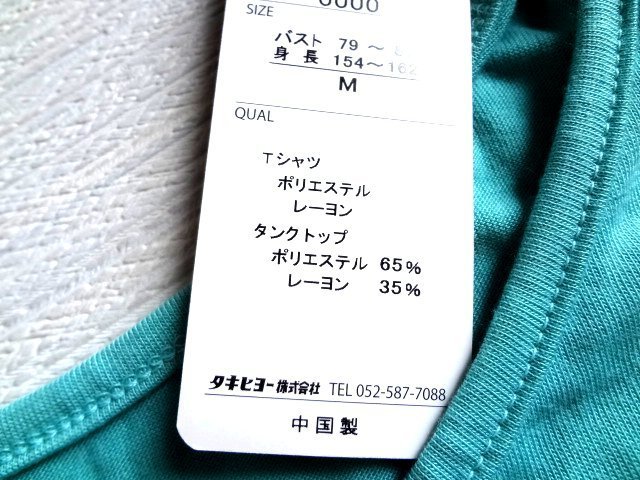 0000
SIZE
バスト 79 〜
身長 154〜162
M
QUAL
Tシャツ
ポリエステル
レーヨン
タンクトップ
ポリエステル 65%
レーヨン 35%
タキヒヨー株式会社 TEL 052-587-7088
中国製